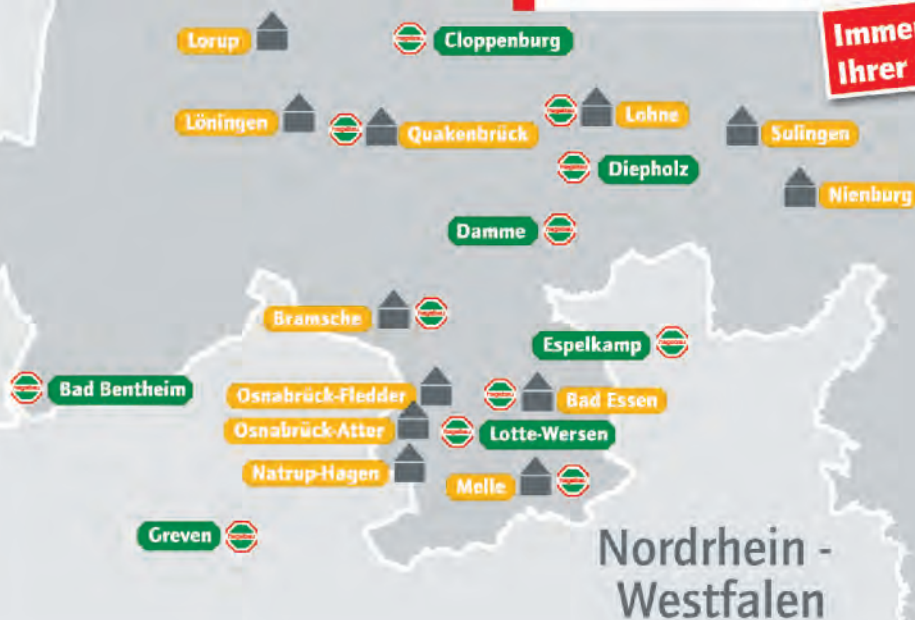 Imme
Ihrer
Lorup
Cloppenburg
Löningen
Quakenbrück
Lohne
Sulingen
Diepholz
Nienburg
Damme
Bramsche
Espelkamp
Bad Bentheim
Osnabrück-Fledder
Bad Essen
Osnabrück-Atter
Lotte-Wersen
Natrup-Hagen
Melle
Greven
Nordrhein -
Westfalen